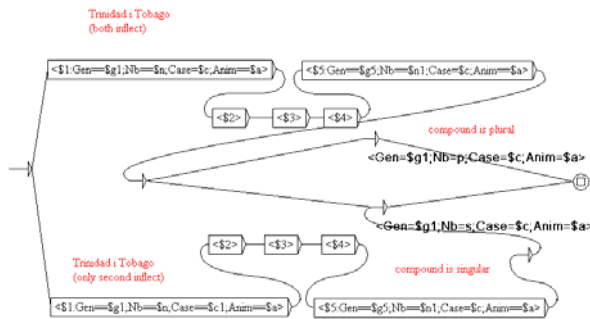 Trinidad i Tobago
(both inflect)
<$1:Gen==$g1;Nb==$n;Case=$c;Anim==$a>
<$5:Gen==$g5;Nb==$n1;Case=$c;Anim==$a>
<$2>
<$3>
<$4>
compound is plural
<Gen=$g1;Nb=p;Case=$c;Anim=$a>
<Gen=$g1;Nb=s;Case=$c;Anim=$a>
<$2>
<$3>
<$4>
Trinidad i Tobago
(only second inflect)
compound is singular
<$1:Gen==$g1,Nb==$n,Case==$c1,Anim==$a>
<$5:Gen==$g5,Nb==$n1;Case=$c;Anim==$a>